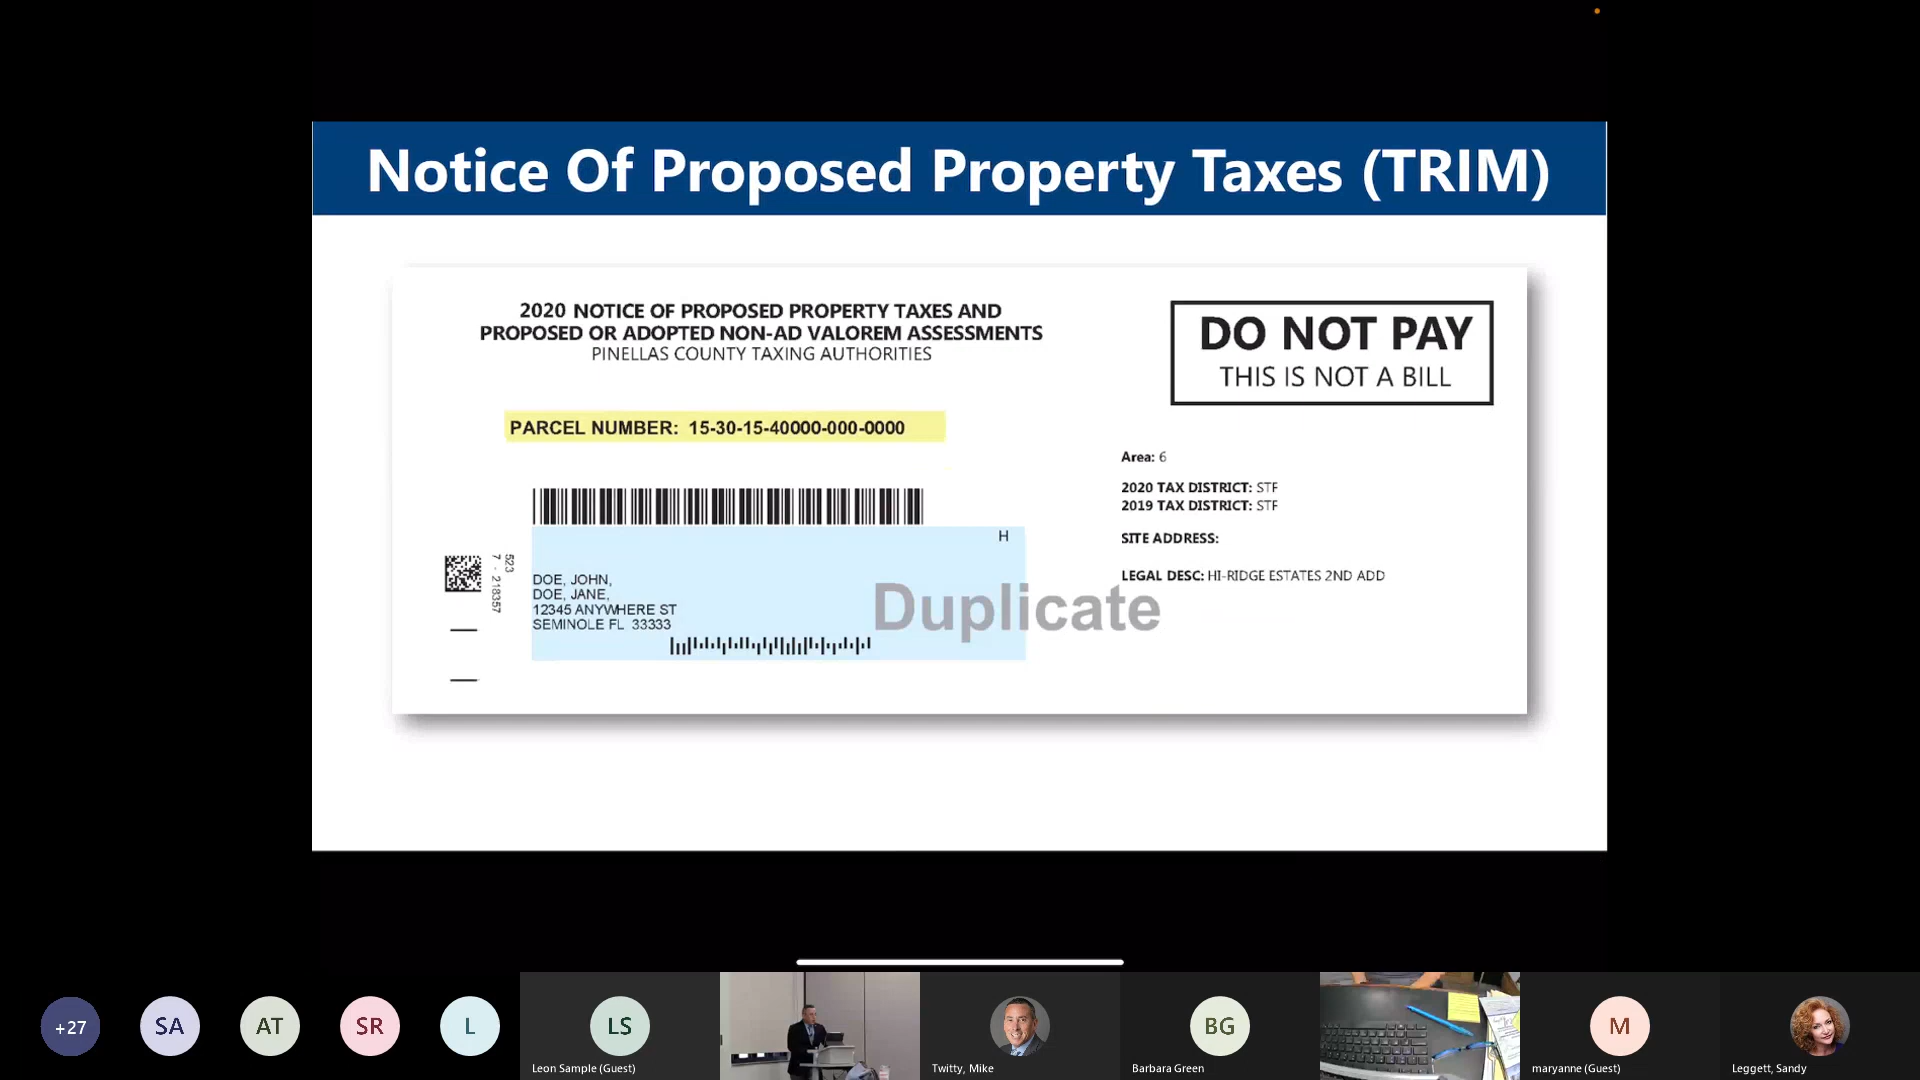 Notice Of Proposed Property Taxes (TRIM)
2020 NOTICE OF PROPOSED PROPERTY TAXES AND
PROPOSED OR ADOPTED NON-AD VALOREM ASSESSMENTS
PINELLAS COUNTY TAXING AUTHORITIES
DO NOT PAY
THIS IS NOT A BILL
PARCEL NUMBER: 15-30-15-40000-000-0000
Area: 6
2020 TAX DISTRICT: STF
2019 TAX DISTRICT: STF
SITE ADDRESS:
LEGAL DESC: HI-RIDGE ESTATES 2ND ADD
H
523
7 - 218357
DOE, JOHN,
DOE, JANE,
12345 ANYWHERE ST
SEMINOLE FL 33333
Duplicate
+27
SA
AT
SR
L
LS
Leon Sample (Guest)
Twitty, Mike
BG
Barbara Green
M
maryanne (Guest)
Leggett, Sandy